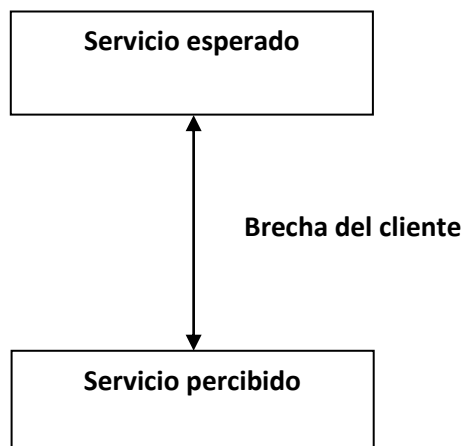 Servicio esperado
Brecha del cliente
Servicio percibido